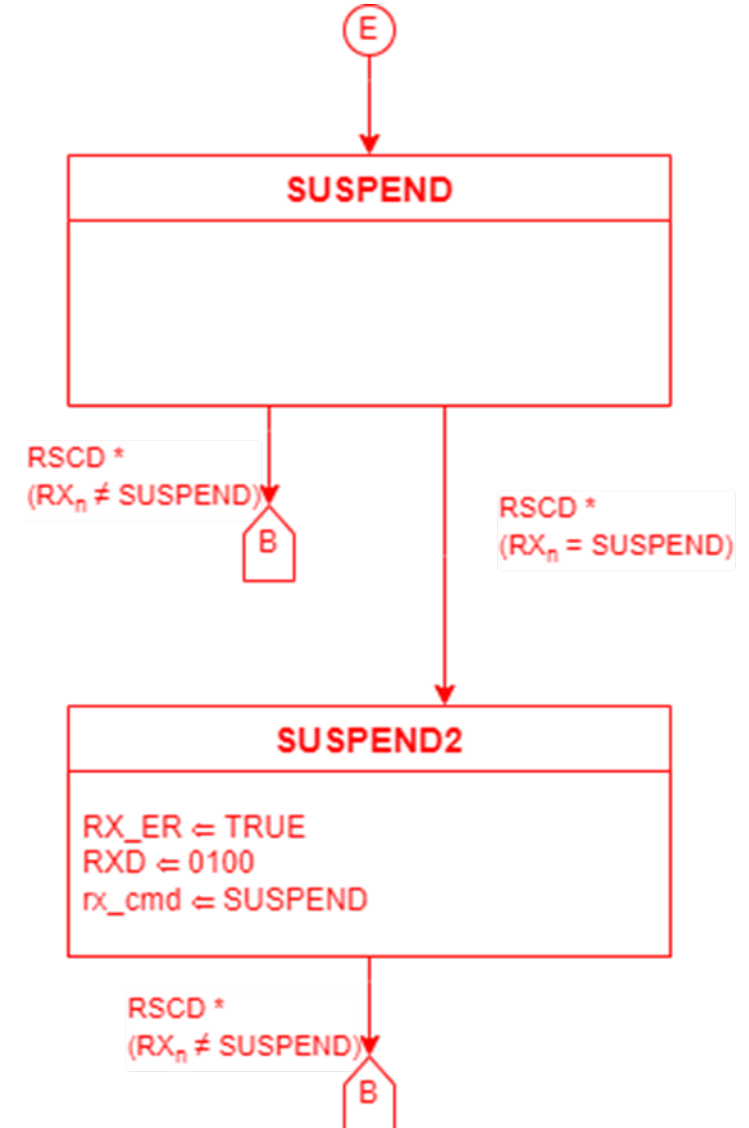 E
SUSPEND
RSCD *
(RXn ≠ SUSPEND)
B
RSCD *
(RXn = SUSPEND)
SUSPEND2
RX_ER ⇐ TRUE
RXD ⇐ 0100
rx_cmd ⇐ SUSPEND
RSCD *
(RXn ≠ SUSPEND)
B